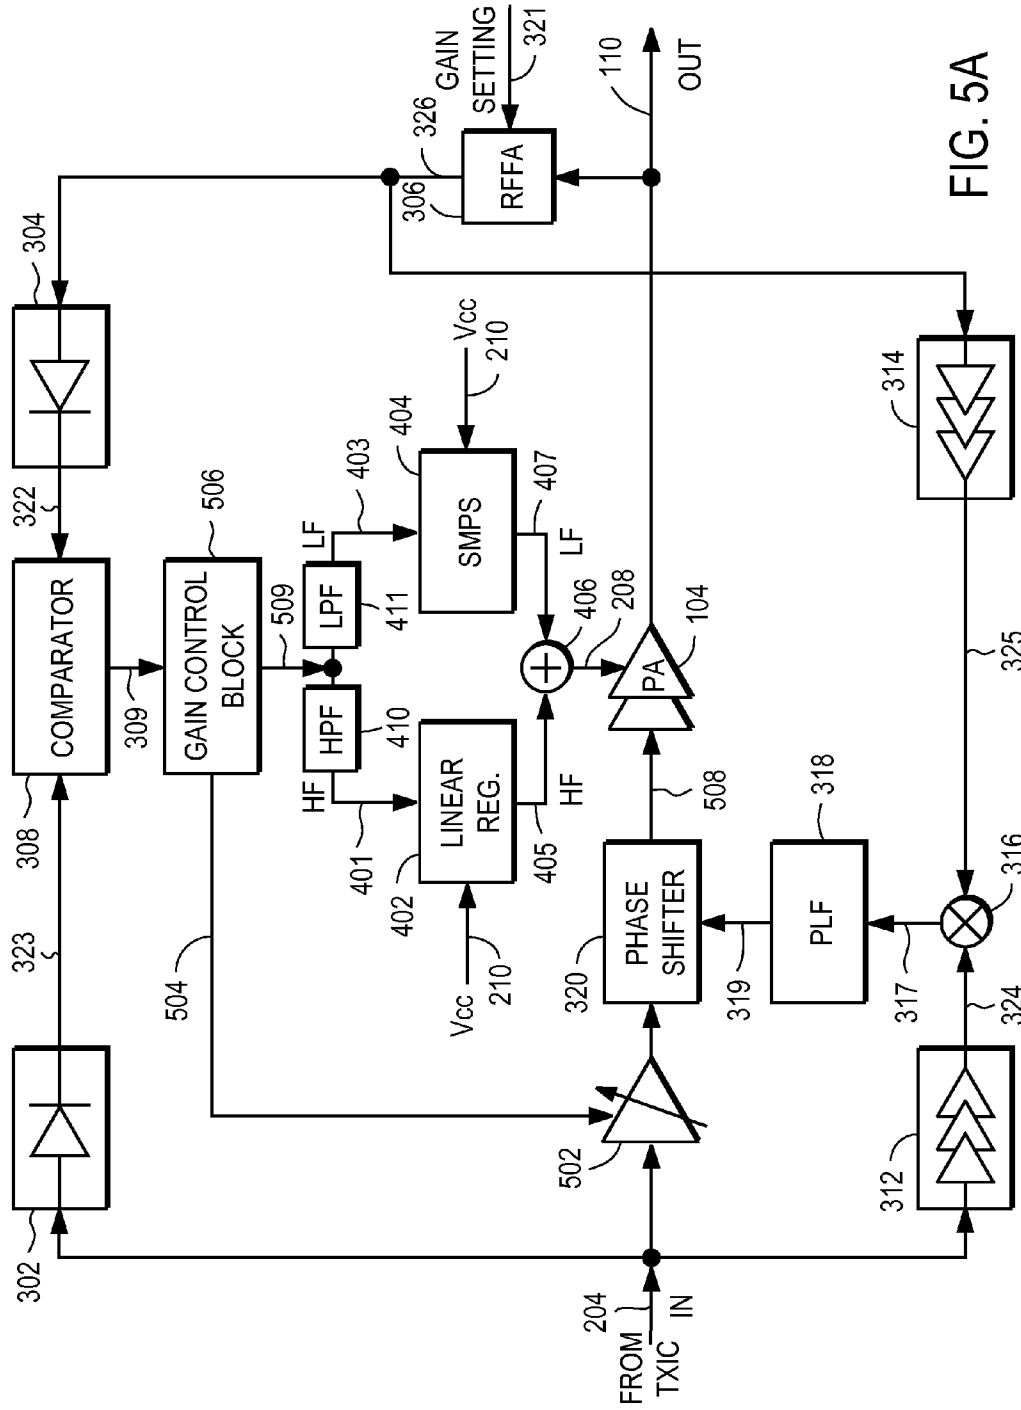 302
323
322
304
308
COMPARATOR
309
506
GAIN CONTROL
BLOCK
504
509
HF
HPF
410
LPF
411
LF
401
403
402
LINEAR
REG.
404
SMPS
Vcc
210
Vcc
210
405
HF
407
LF
406
208
306
326
RFFA
GAIN
SETTING
321
FROM
TXIC
204
IN
502
320
PHASE
SHIFTER
508
PA
104
110
OUT
319
PLF
318
317
316
312
324
325
314
FIG. 5A